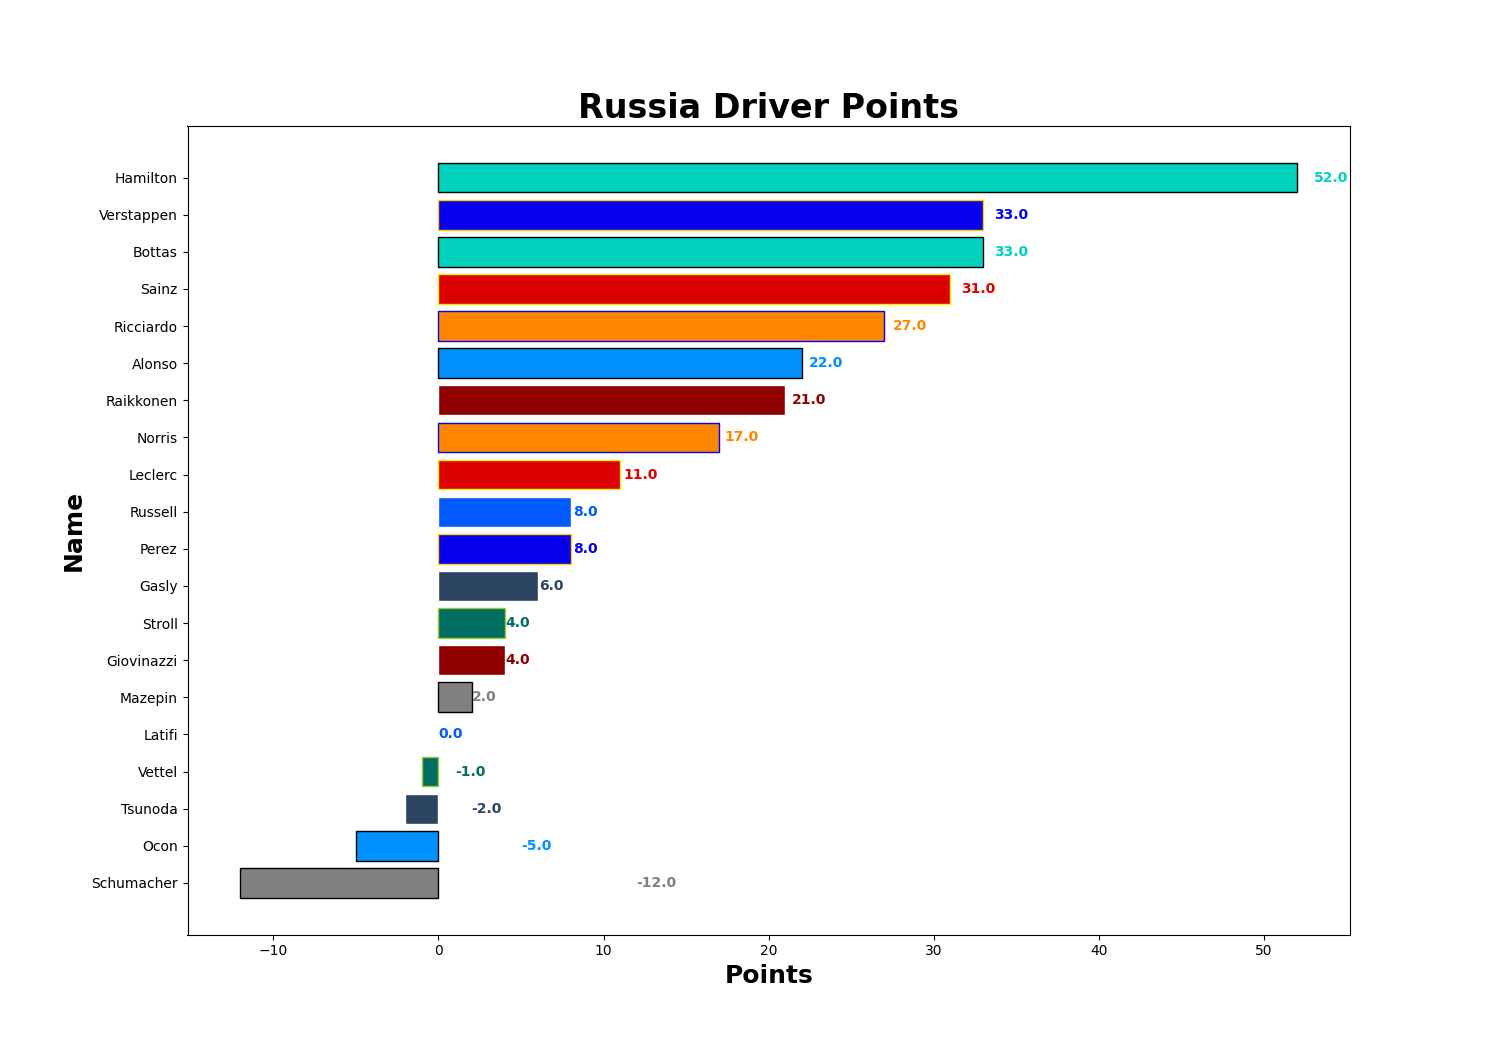 Russia Driver Points
Hamilton 52.0
Verstappen 33.0
Bottas 33.0
Sainz 31.0
Ricciardo 27.0
Alonso 22.0
Raikkonen 21.0
Norris 17.0
Leclerc 11.0
Russell 8.0
Perez 8.0
Gasly 6.0
Stroll 4.0
Giovinazzi 4.0
Mazepin 2.0
Latifi 0.0
Vettel -1.0
Tsunoda -2.0
Ocon -5.0
Schumacher -12.0
Name
−10 0 10 20 30 40 50
Points